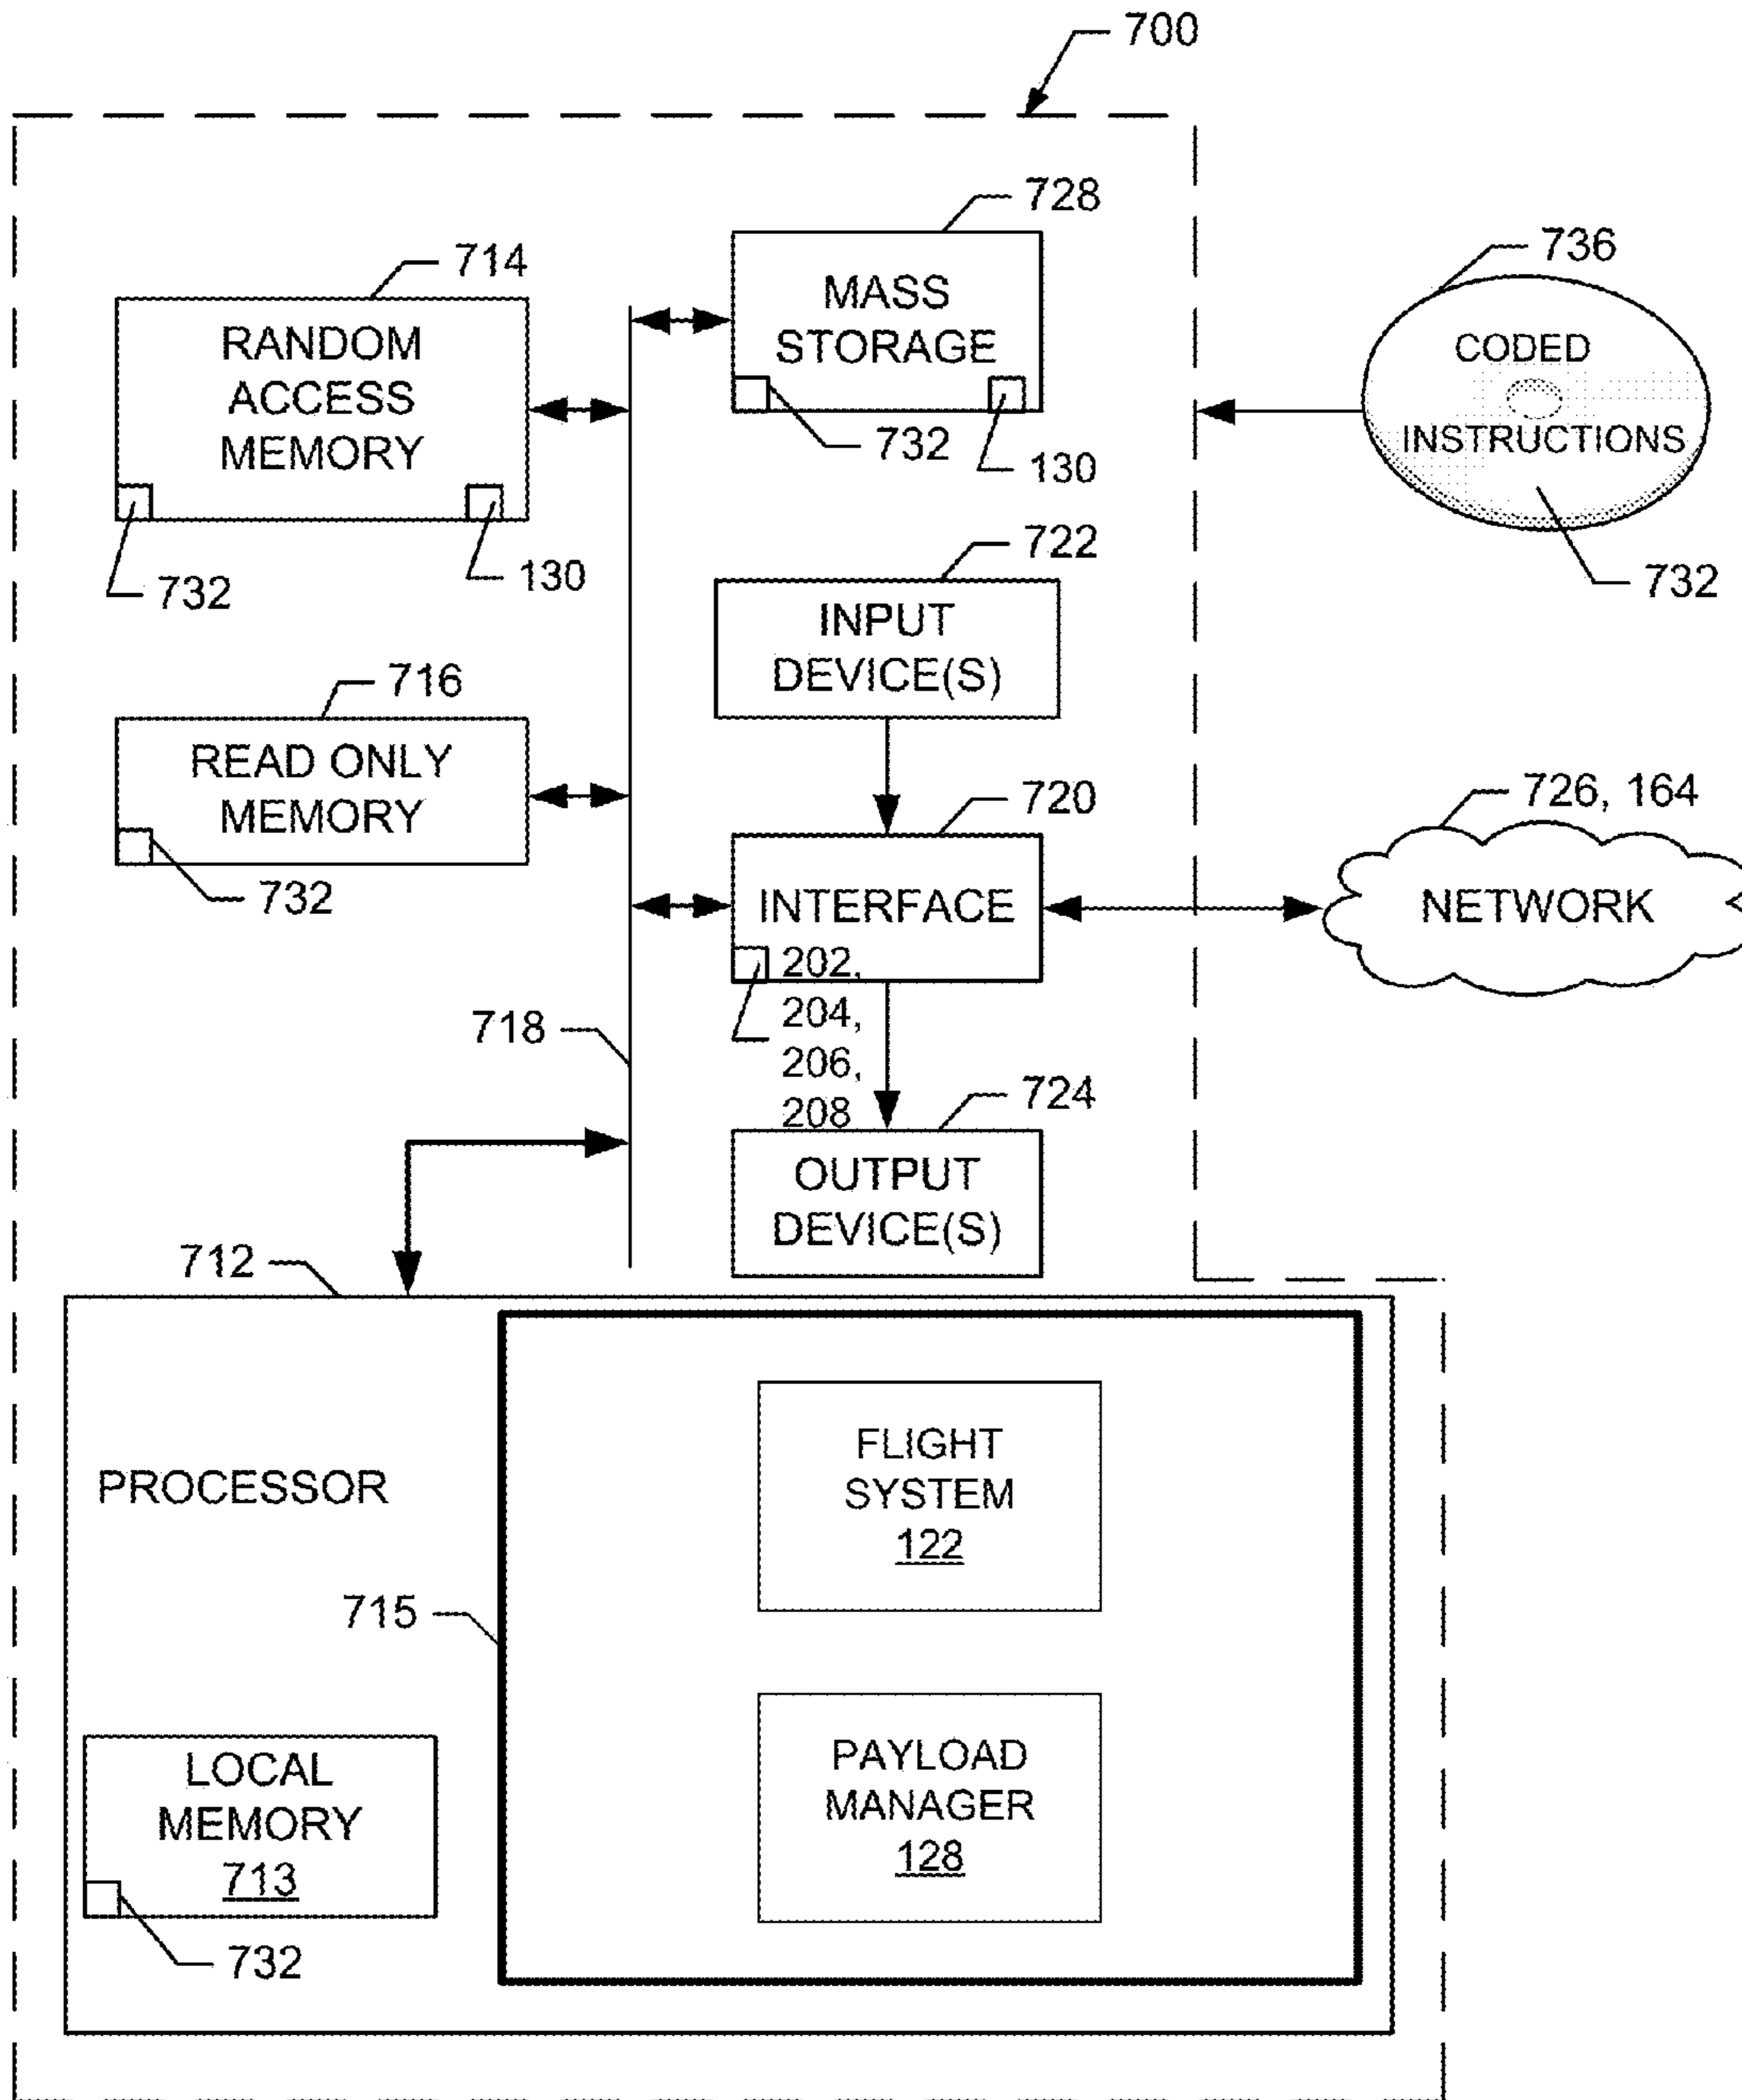 700
728
MASS
STORAGE
732
130
714
RANDOM
ACCESS
MEMORY
732
130
736
CODED
INSTRUCTIONS
732
722
INPUT
DEVICE(S)
716
READ ONLY
MEMORY
732
720
INTERFACE
202,
204,
206,
208
726, 164
NETWORK
718
724
OUTPUT
DEVICE(S)
712
PROCESSOR
FLIGHT
SYSTEM
122
715
PAYLOAD
MANAGER
128
LOCAL
MEMORY
713
732